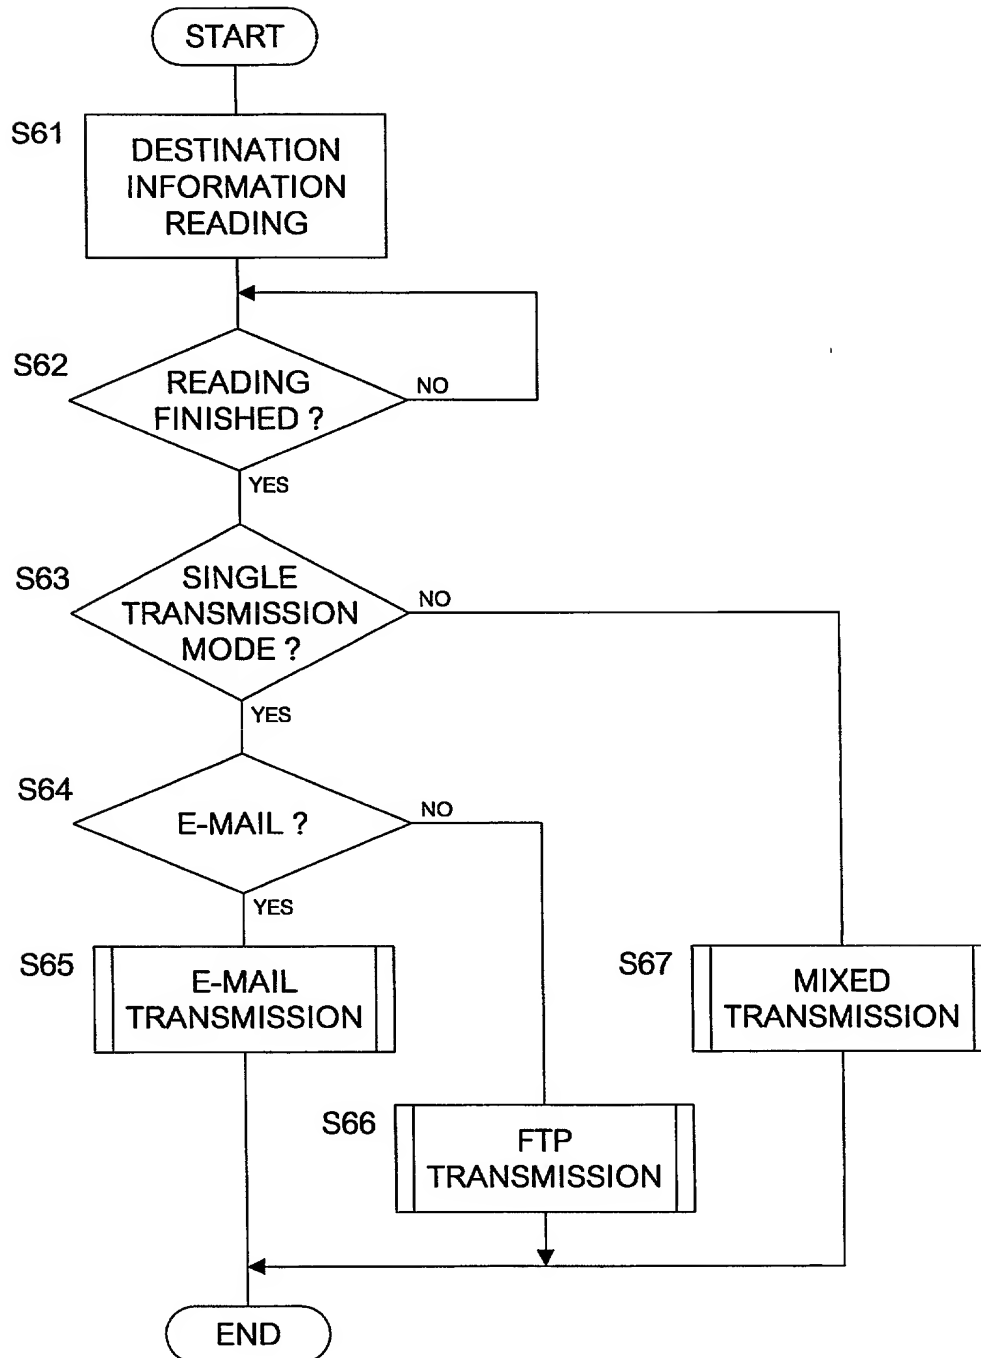 START
S61
DESTINATION
INFORMATION
READING
S62
READING
FINISHED ?
NO
YES
S63
SINGLE
TRANSMISSION
MODE ?
NO
YES
S64
E-MAIL ?
NO
YES
S65
E-MAIL
TRANSMISSION
S67
MIXED
TRANSMISSION
S66
FTP
TRANSMISSION
END